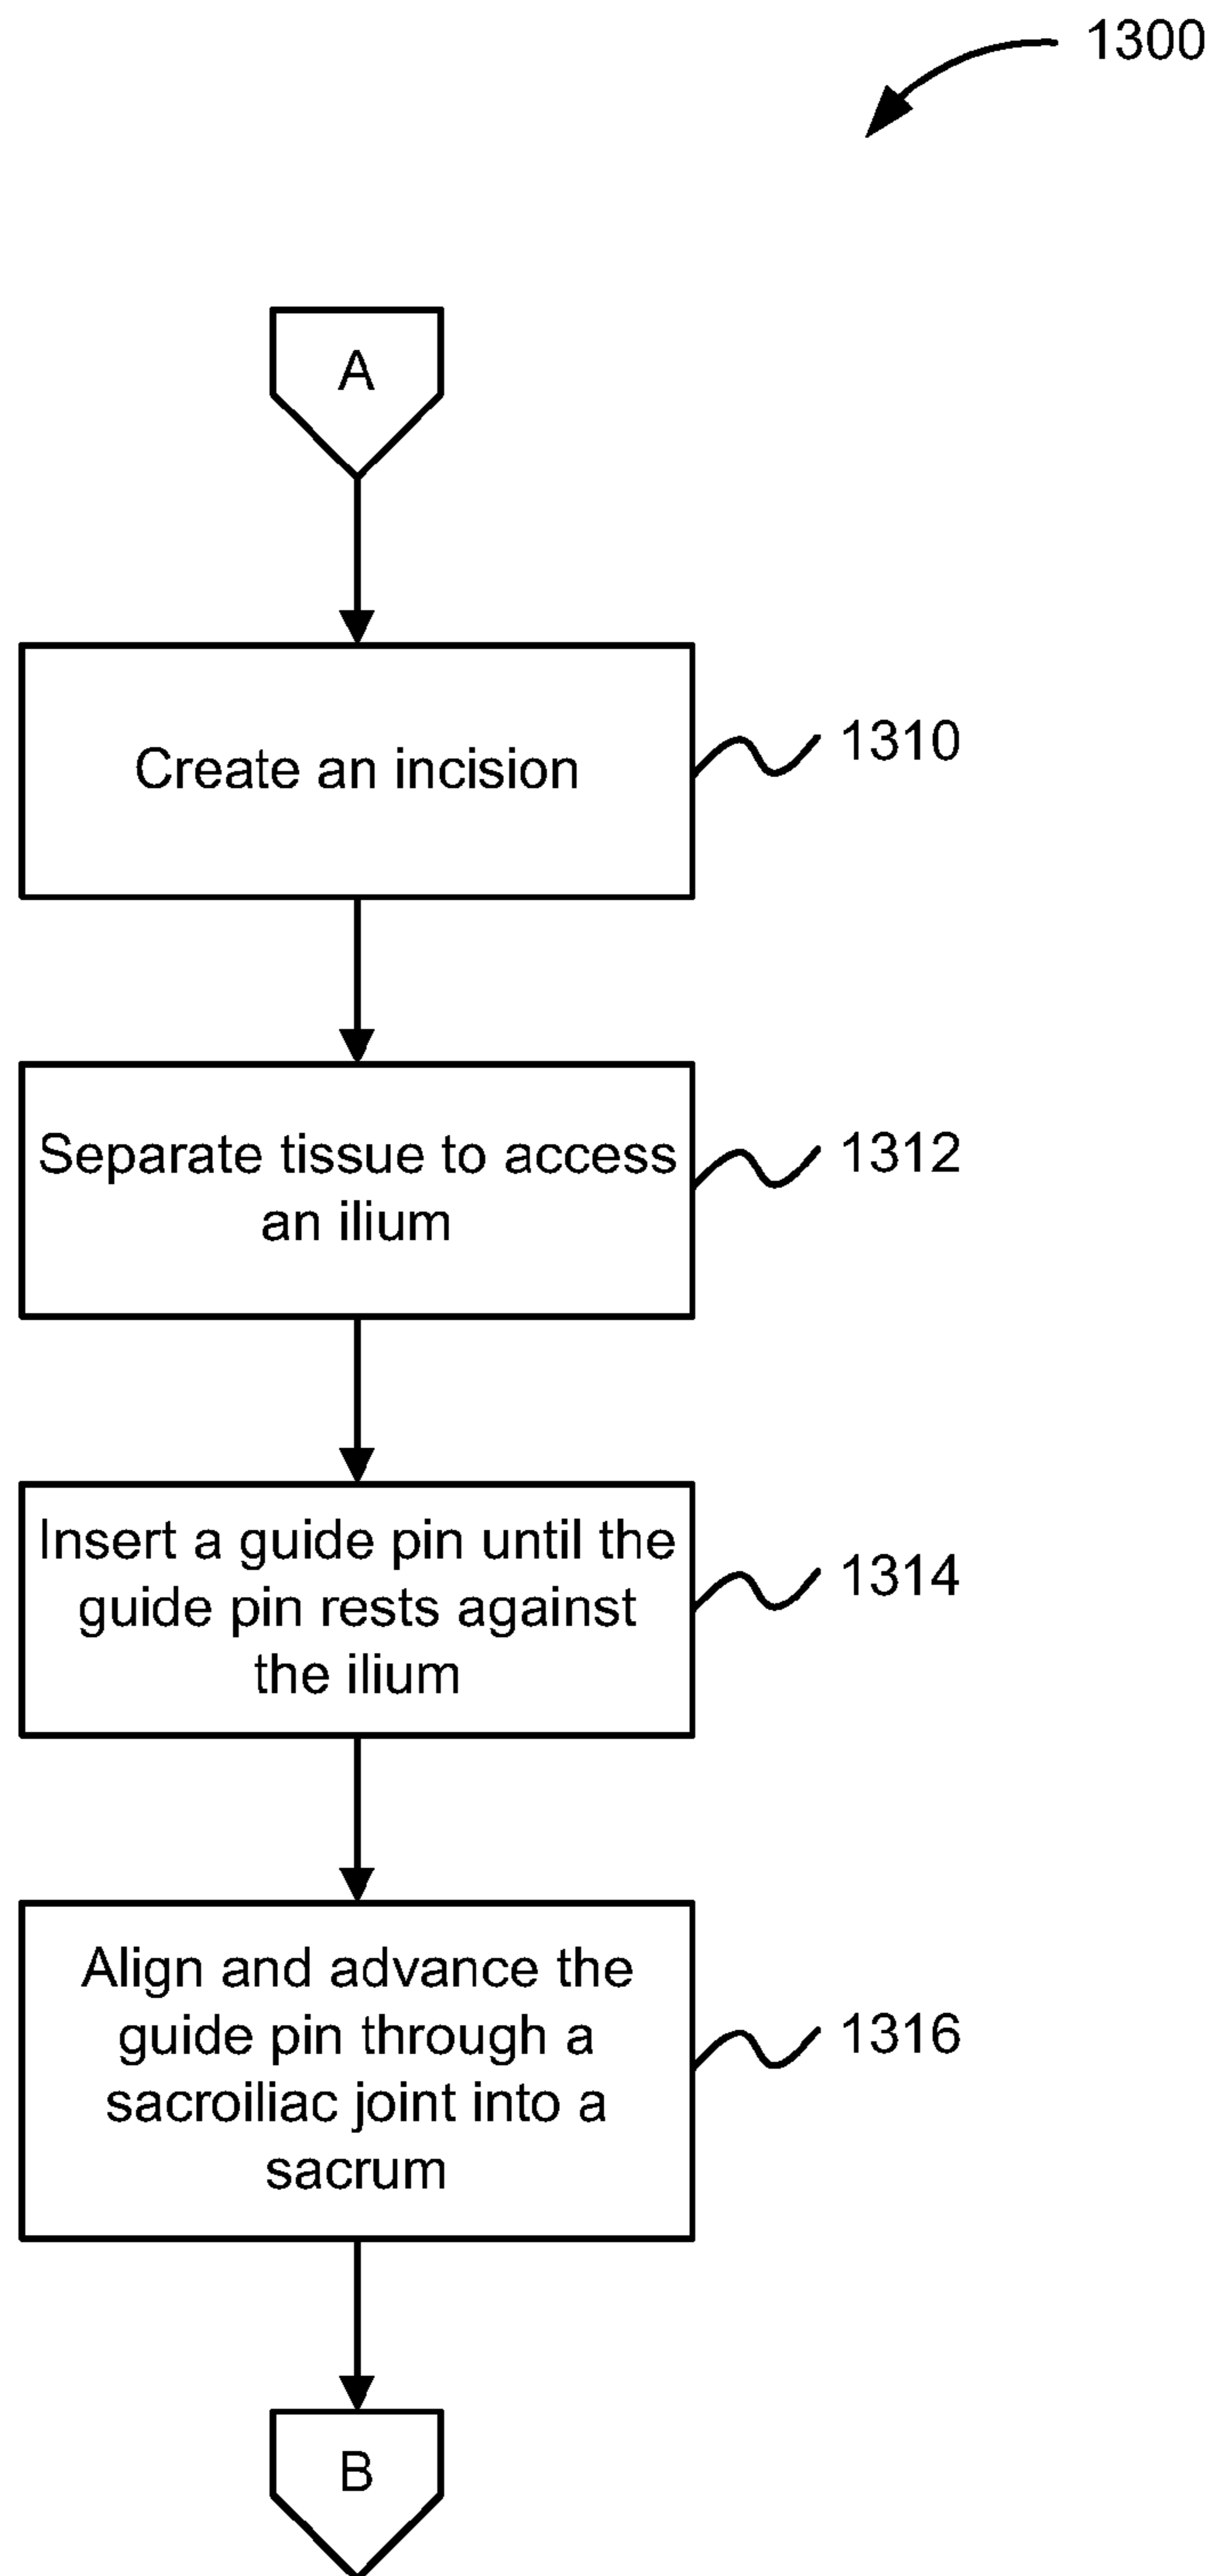 1300
A
Create an incision
1310
Separate tissue to access
an ilium
1312
Insert a guide pin until the
guide pin rests against
the ilium
1314
Align and advance the
guide pin through a
sacroiliac joint into a
sacrum
1316
B